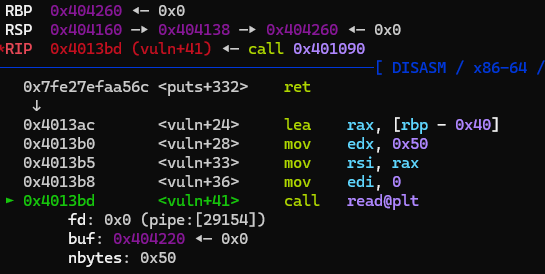 RBP  0x404260 ◂— 0x0
RSP  0x404160 —▸ 0x404138 —▸ 0x404260 ◂— 0x0
*RIP  0x4013bd (vuln+41) ◂— call 0x401090
[ DISASM / x86-64 /
0x7fe27efaa56c <puts+332>    ret
↓
0x4013ac       <vuln+24>     lea    rax, [rbp - 0x40]
0x4013b0       <vuln+28>     mov    edx, 0x50
0x4013b5       <vuln+33>     mov    rsi, rax
0x4013b8       <vuln+36>     mov    edi, 0
► 0x4013bd       <vuln+41>     call   read@plt
fd: 0x0 (pipe:[29154])
buf: 0x404220 ◂— 0x0
nbytes: 0x50